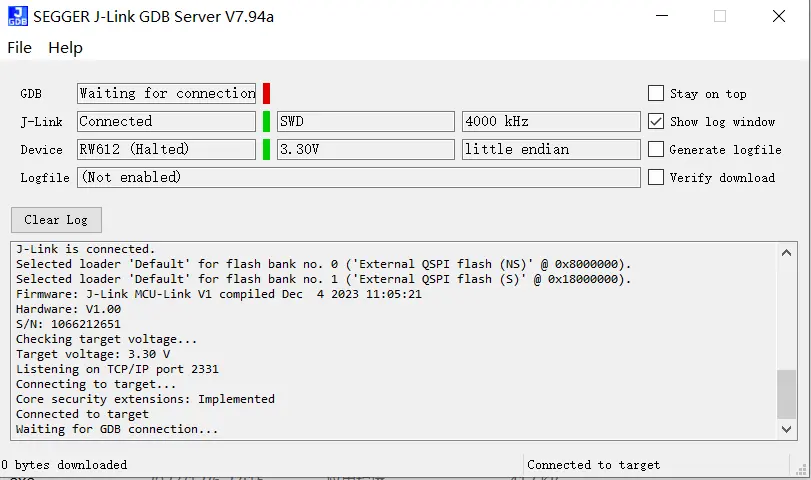 SEGGER J-Link GDB Server V7.94a
File Help
GDB Waiting for connection Stay on top
J-Link Connected SWD 4000 kHz Show log window
Device RW612 (Halted) 3.30V little endian Generate logfile
Logfile (Not enabled) Verify download
Clear Log
J-Link is connected.
Selected loader 'Default' for flash bank no. 0 ('External QSPI flash (NS)' @ 0x8000000).
Selected loader 'Default' for flash bank no. 1 ('External QSPI flash (S)' @ 0x18000000).
Firmware: J-Link MCU-Link V1 compiled Dec  4 2023 11:05:21
Hardware: V1.00
S/N: 1066212651
Checking target voltage...
Target voltage: 3.30 V
Listening on TCP/IP port 2331
Connecting to target...
Core security extensions: Implemented
Connected to target
Waiting for GDB connection...
0 bytes downloaded Connected to target